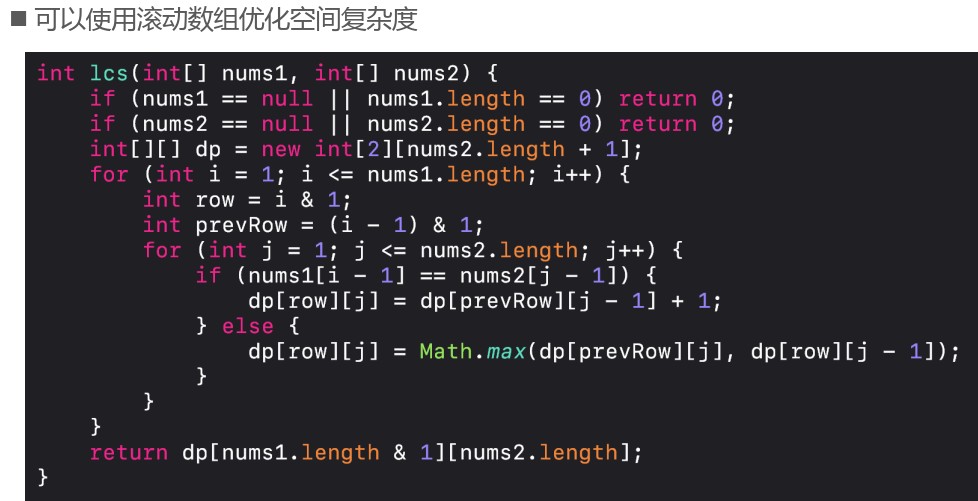 ■ 可以使用滚动数组优化空间复杂度
int lcs(int[] nums1, int[] nums2) {
    if (nums1 == null || nums1.length == 0) return 0;
    if (nums2 == null || nums2.length == 0) return 0;
    int[][] dp = new int[2][nums2.length + 1];
    for (int i = 1; i <= nums1.length; i++) {
        int row = i & 1;
        int prevRow = (i - 1) & 1;
        for (int j = 1; j <= nums2.length; j++) {
            if (nums1[i - 1] == nums2[j - 1]) {
                dp[row][j] = dp[prevRow][j - 1] + 1;
            } else {
                dp[row][j] = Math.max(dp[prevRow][j], dp[row][j - 1]);
            }
        }
    }
    return dp[nums1.length & 1][nums2.length];
}